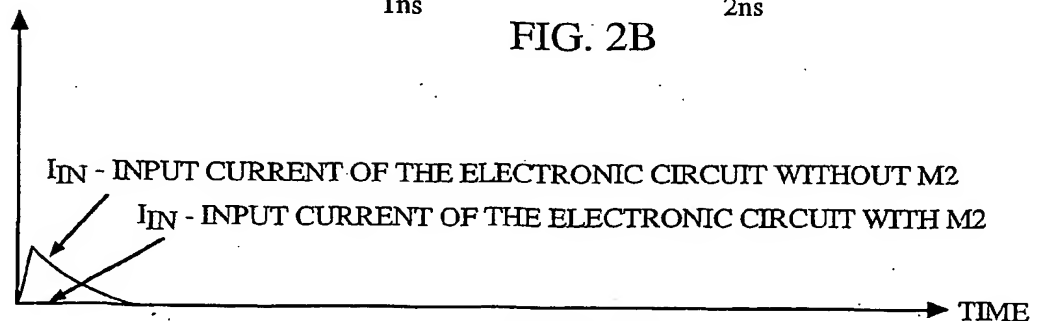 1ns 2ns
FIG. 2B
IIN - INPUT CURRENT OF THE ELECTRONIC CIRCUIT WITHOUT M2
IIN - INPUT CURRENT OF THE ELECTRONIC CIRCUIT WITH M2
TIME